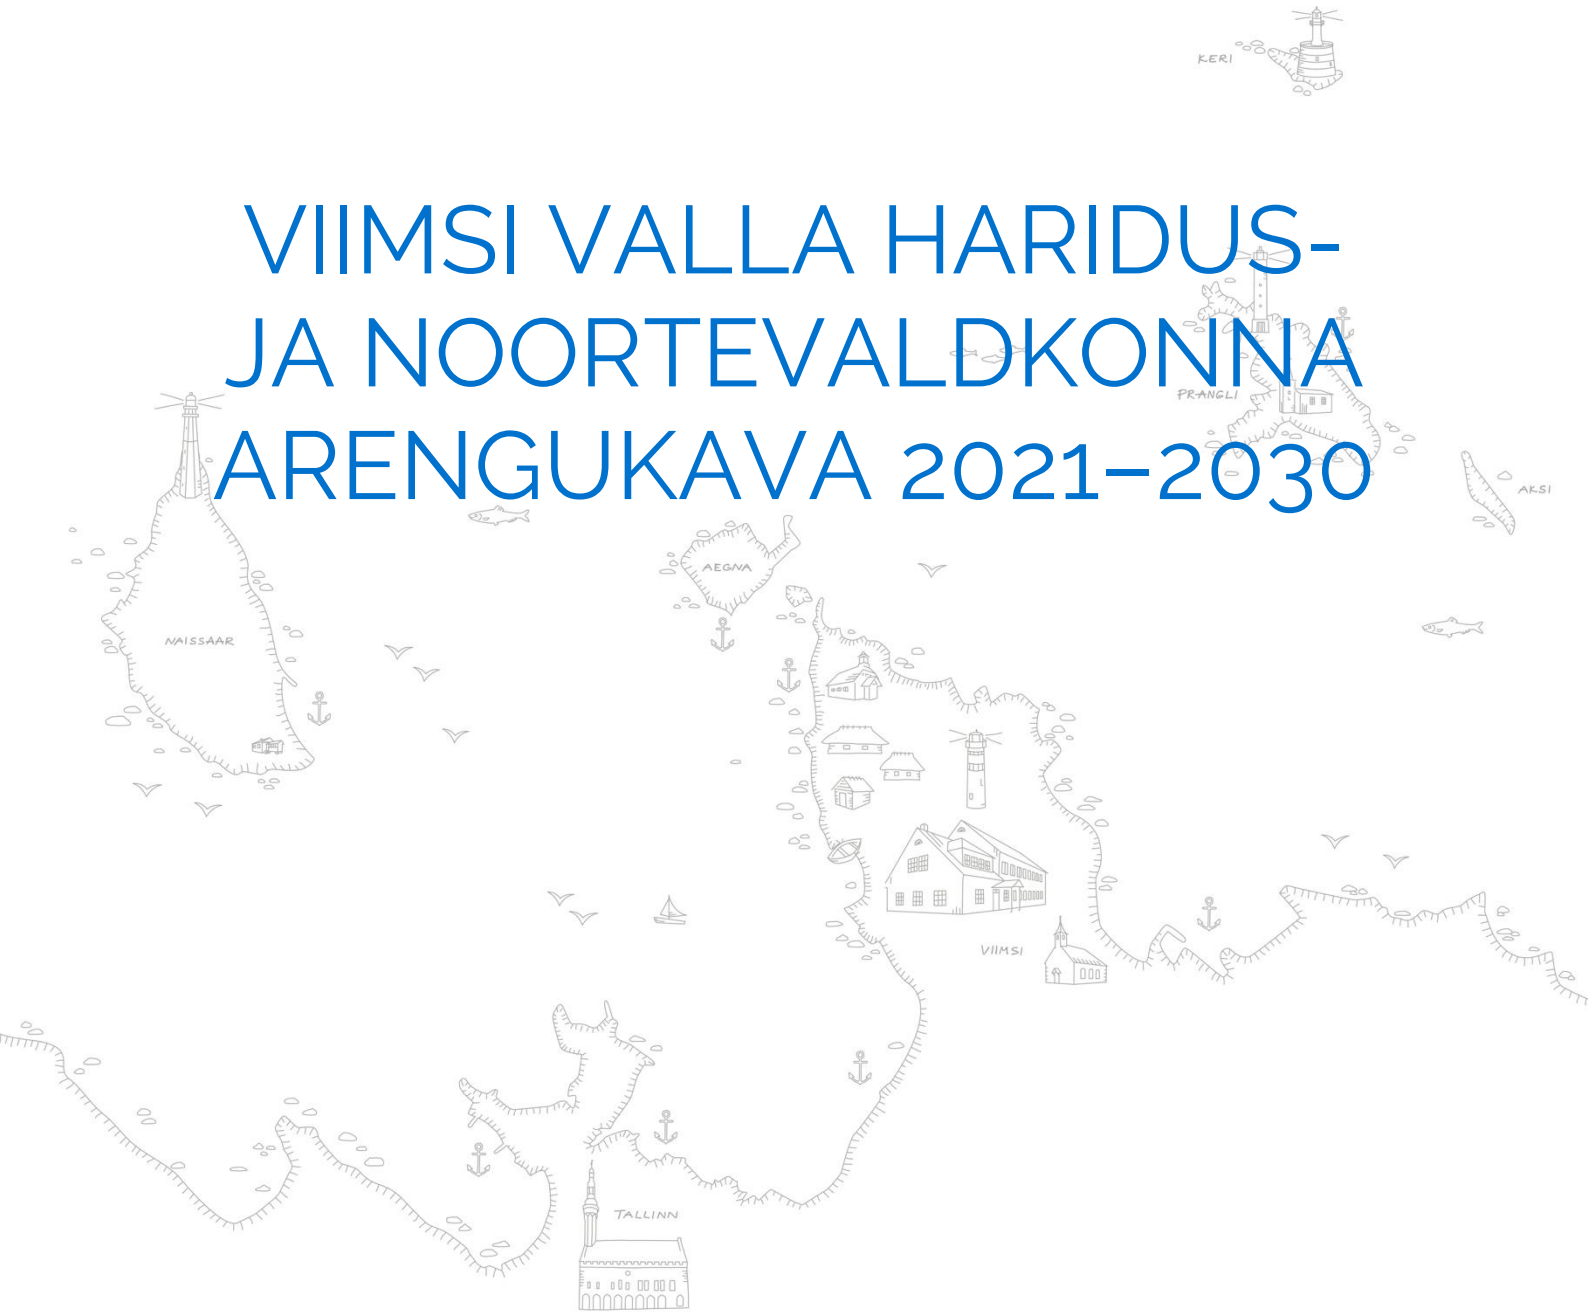 KERI
VIIMSI VALLA HARIDUS-
JA NOORTEVALDKONNA
PRANGLI
ARENGUKAVA 2021–2030
AKSI
AEGNA
NAISSAAR
VIIMSI
TALLINN